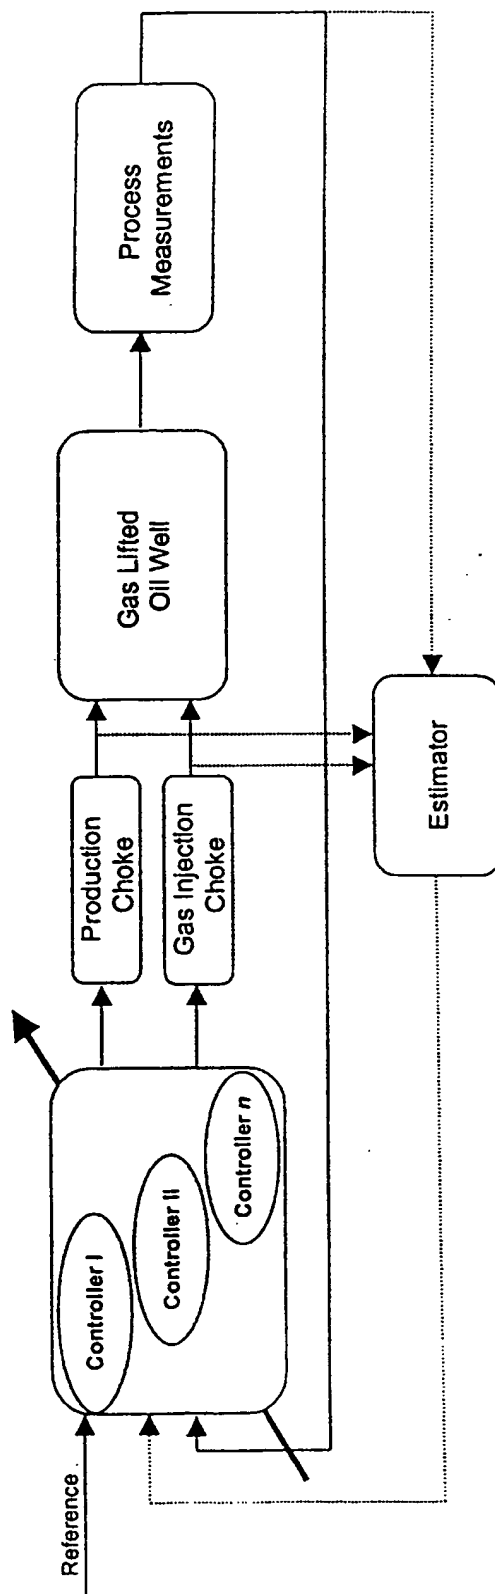 Reference
Controller I
Controller II
Controller n
Production
Choke
Gas Injection
Choke
Gas Lifted
Oil Well
Process
Measurements
Estimator